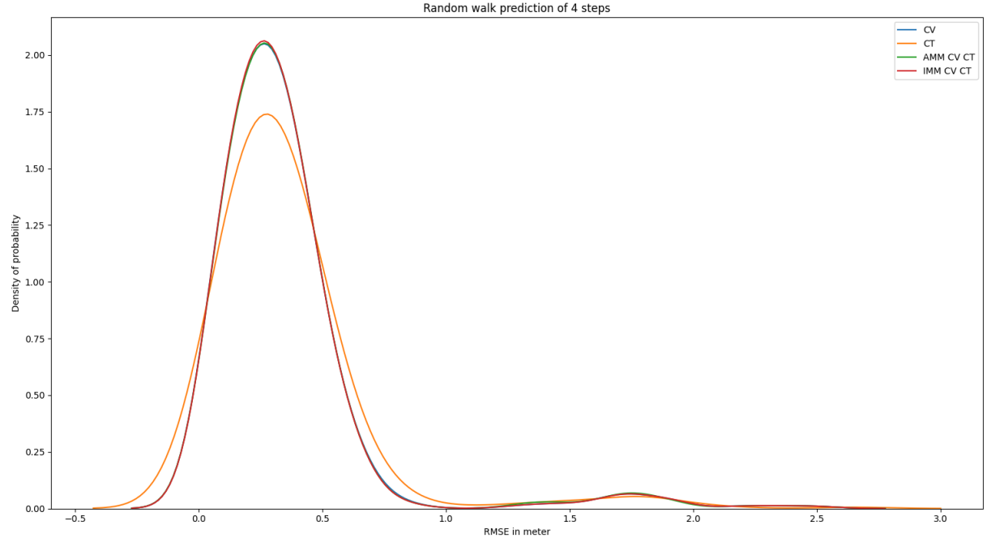 Random walk prediction of 4 steps
CV
CT
AMM CV CT
IMM CV CT
Density of probability
2.00
1.75
1.50
1.25
1.00
0.75
0.50
0.25
0.00
−0.5 0.0 0.5 1.0 1.5 2.0 2.5 3.0
RMSE in meter